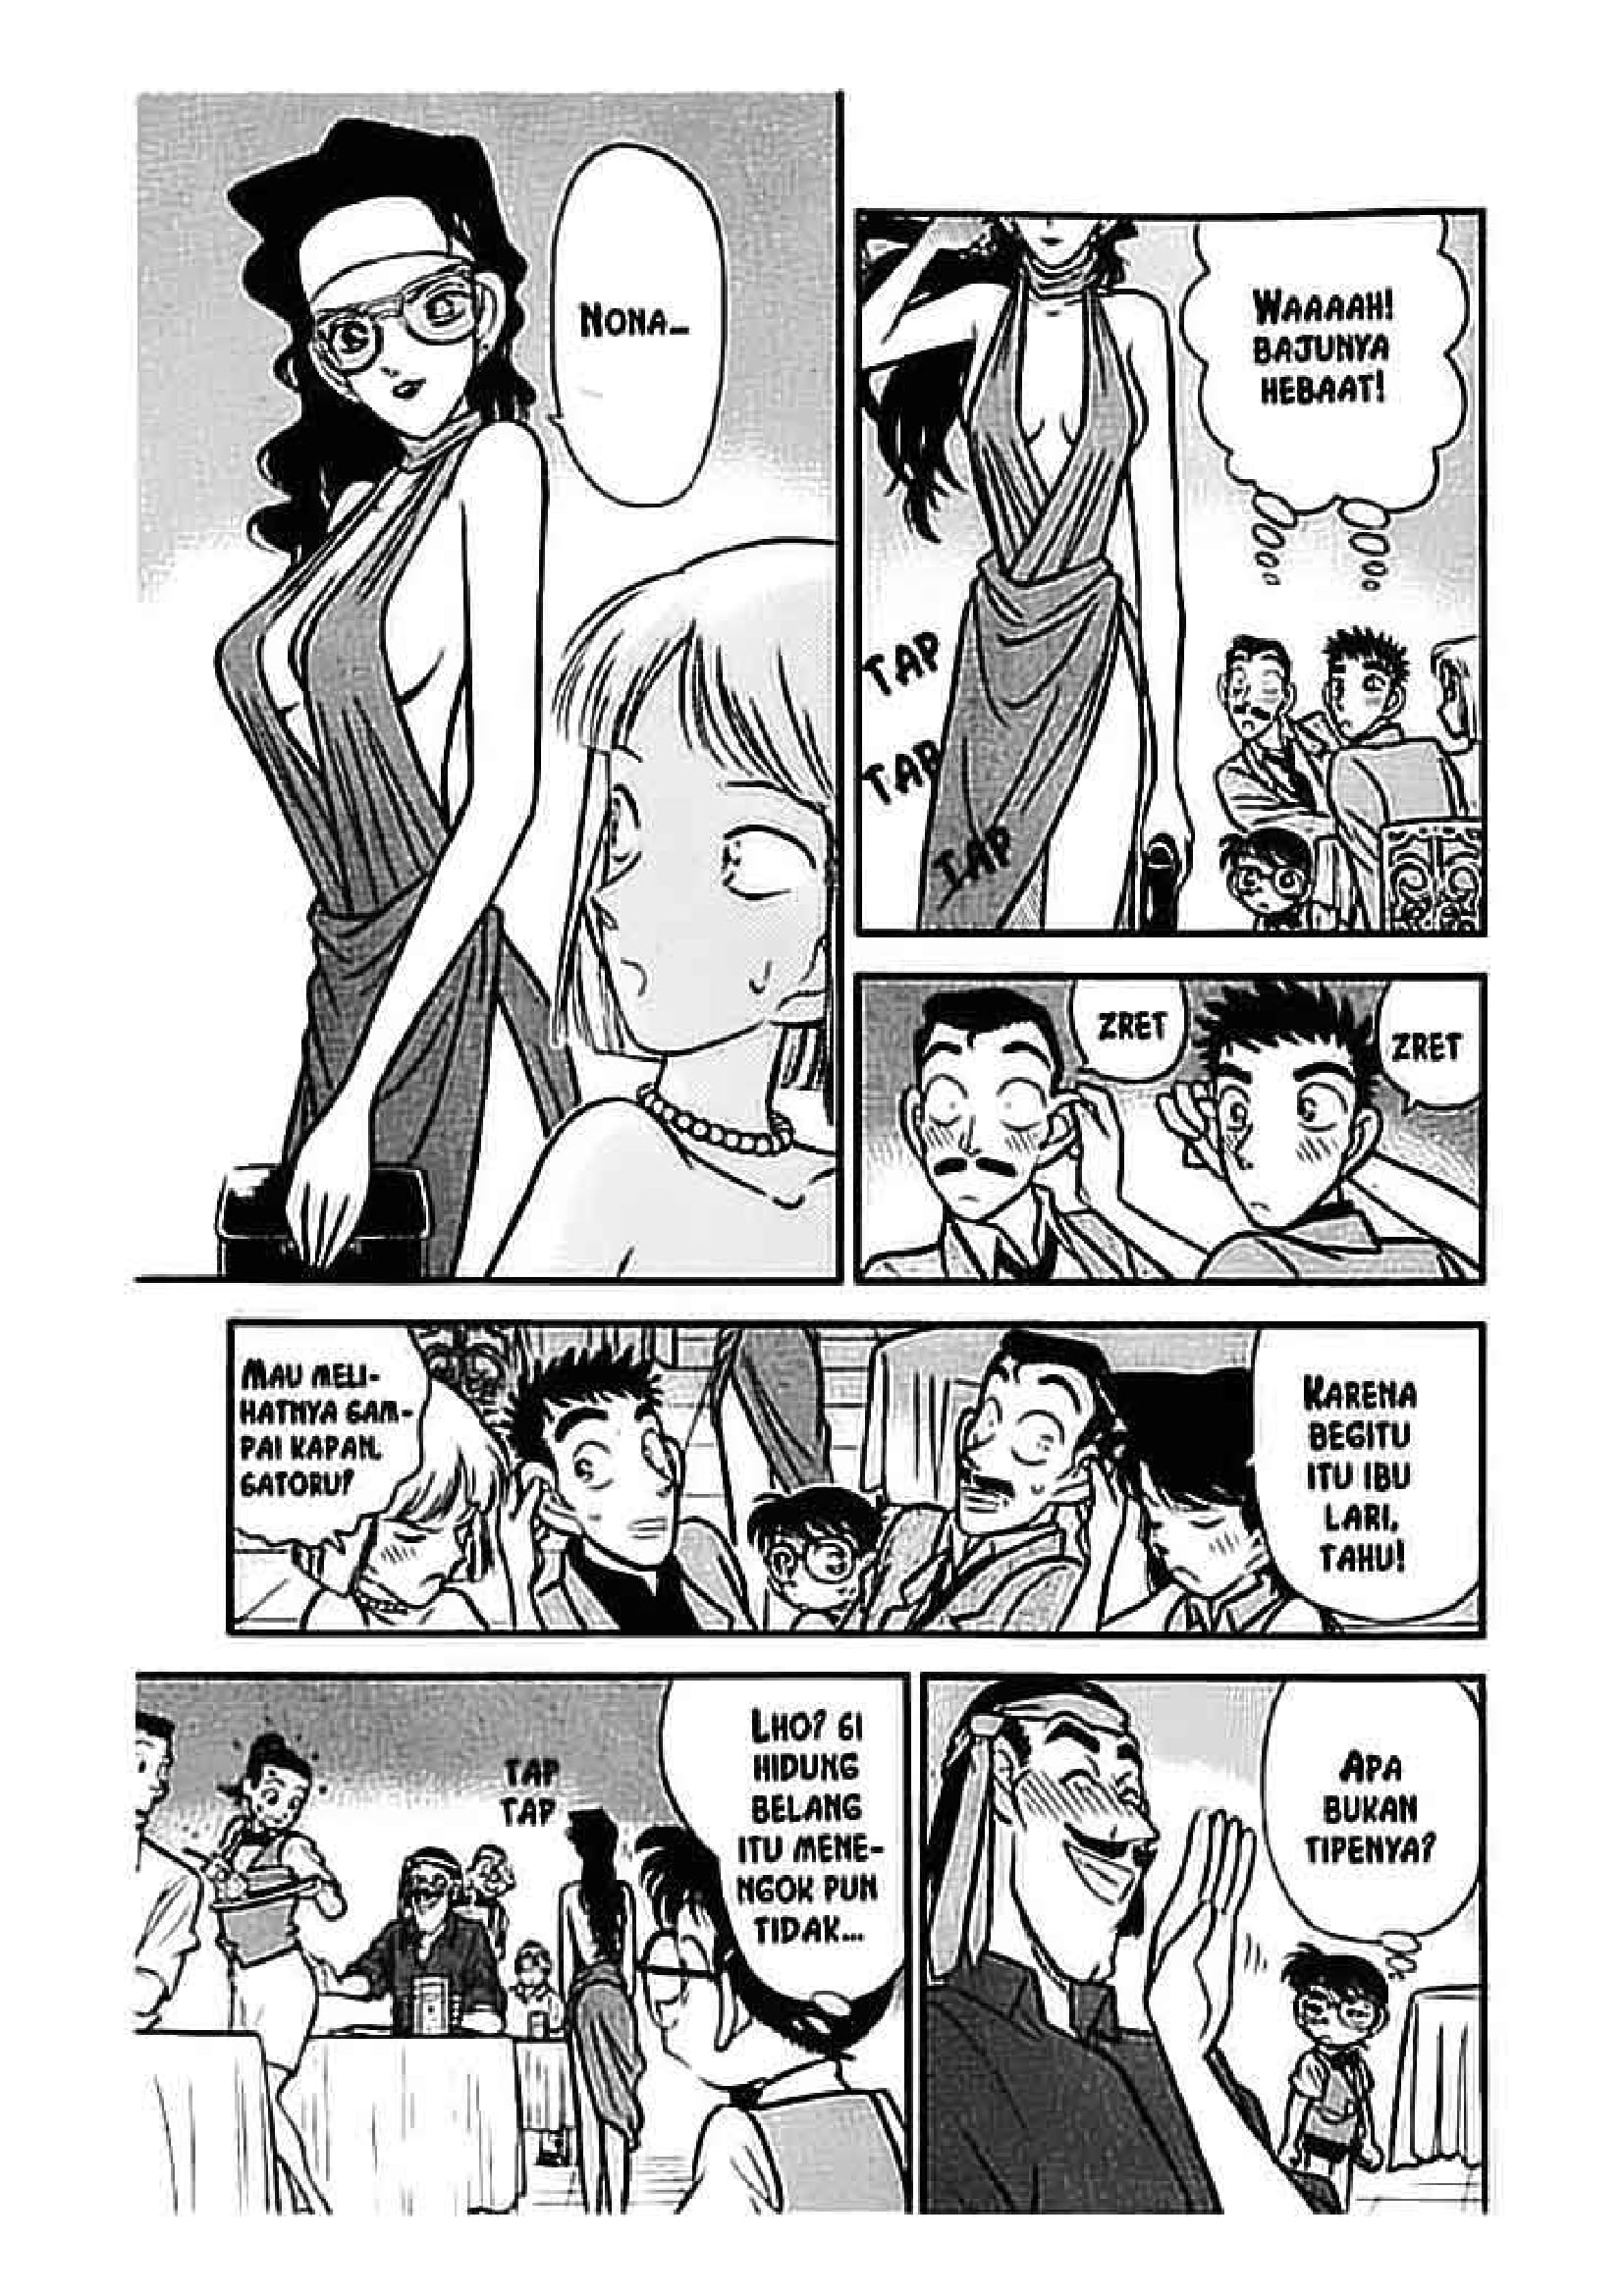 NONA...
WAAAAH!
BAJUNYA
HEBAAT!
TAP
TAP
TAP
ZRET
ZRET
MAU MELI-
HATNYA SAM-
PAI KAPAN,
SATORU?
KARENA
BEGITU
ITU IBU
LARI,
TAHU!
TAP
TAP
LHO? SI
HIDUNG
BELANG
ITU MENE-
NGOK PUN
TIDAK...
APA
BUKAN
TIPENYA?